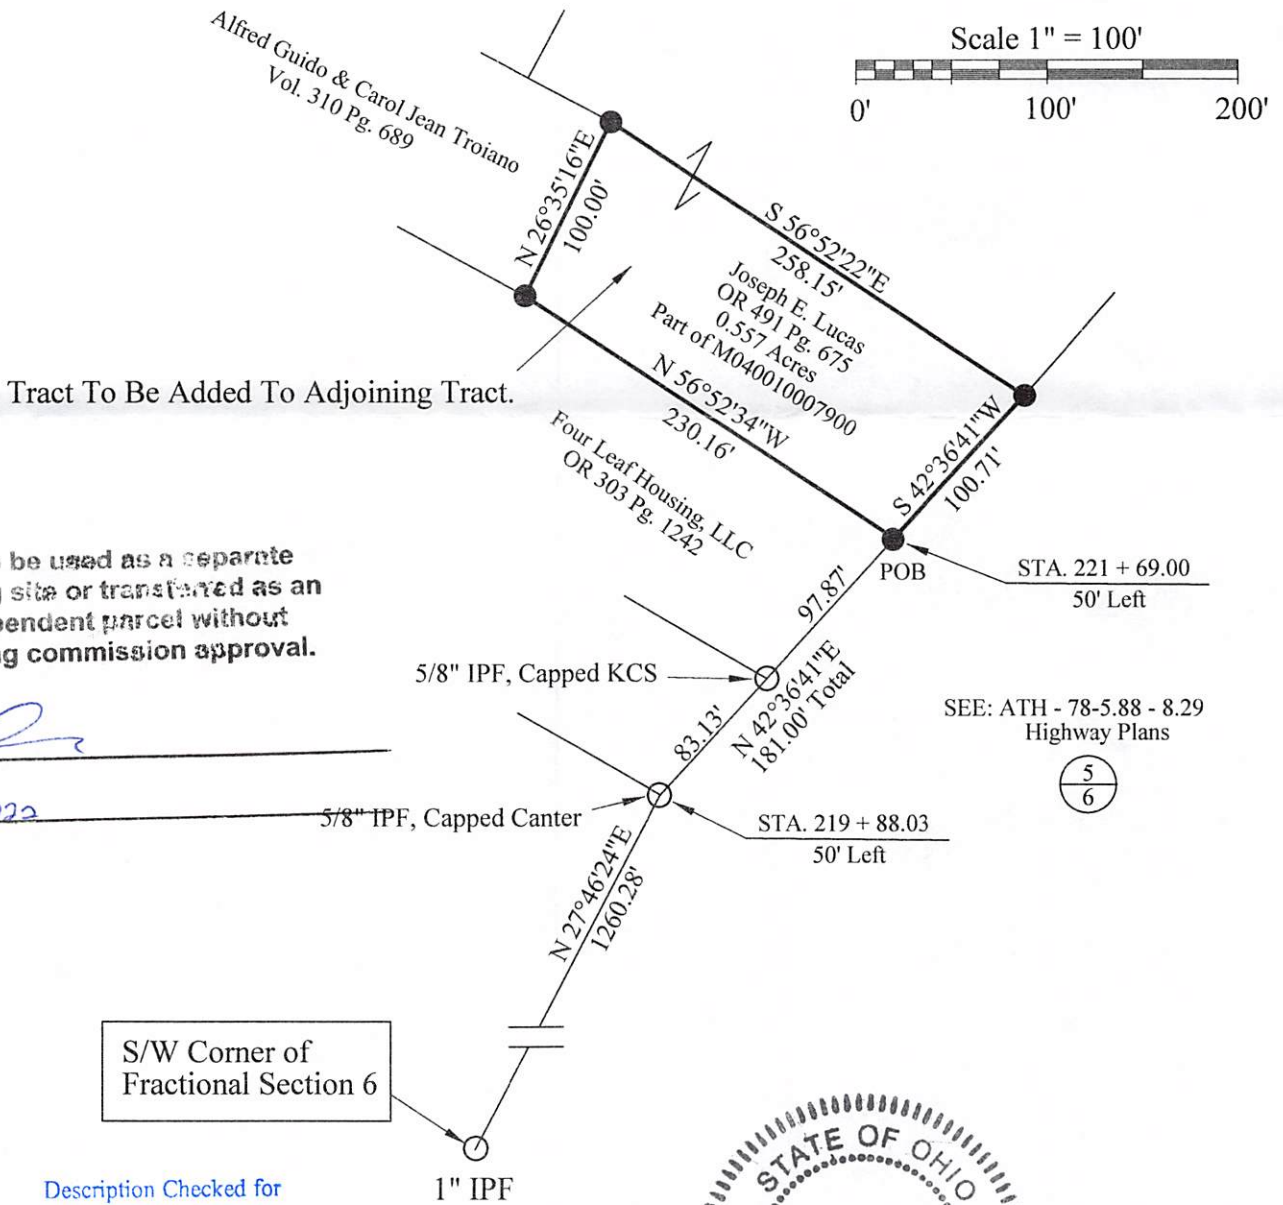 Scale 1" = 100'
0' 100' 200'
Alfred Guido & Carol Jean Troiano
Vol. 310 Pg. 689
N 26°35'16"E
100.00'
S 56°52'22"E
258.15'
Joseph E. Lucas
OR 491 Pg. 675
0.557 Acres
Part of M040010007900
N 56°52'34"W
230.16'
Tract To Be Added To Adjoining Tract.
Four Leaf Housing, LLC
OR 303 Pg. 1242
S 42°36'41"W
100.71'
POB
STA. 221 + 69.00
50' Left
be used as a separate
site or transferred as an
pendent parcel without
commission approval.
97.87'
5/8" IPF, Capped KCS
N 42°36'41"E
181.00' Total
83.13'
SEE: ATH - 78-5.88 - 8.29
Highway Plans
5
6
5/8" IPF, Capped Canter
STA. 219 + 88.03
50' Left
N 27°46'24"E
1260.28'
S/W Corner of
Fractional Section 6
1" IPF
Description Checked for
STATE OF OHIO